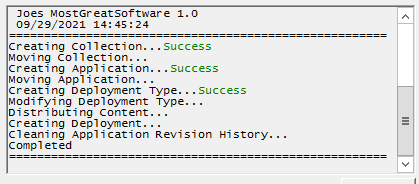 Joes MostGreatSoftware 1.0
09/29/2021 14:45:24
====================================================
Creating Collection...Success
Moving Collection...
Creating Application...Success
Moving Application...
Creating Deployment Type...Success
Modifying Deployment Type...
Distributing Content...
Creating Deployment...
Cleaning Application Revision History...
Completed
====================================================